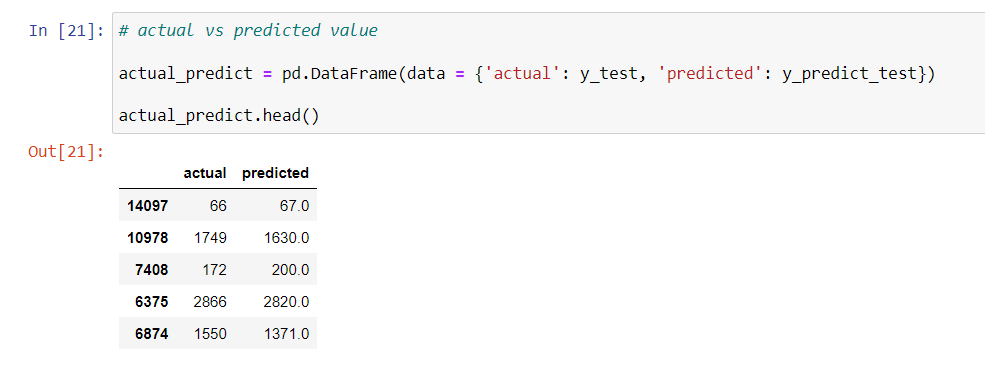 In [21]: # actual vs predicted value
actual_predict = pd.DataFrame(data = {'actual': y_test, 'predicted': y_predict_test})
actual_predict.head()
Out[21]:
actual predicted
14097 66 67.0
10978 1749 1630.0
7408 172 200.0
6375 2866 2820.0
6874 1550 1371.0